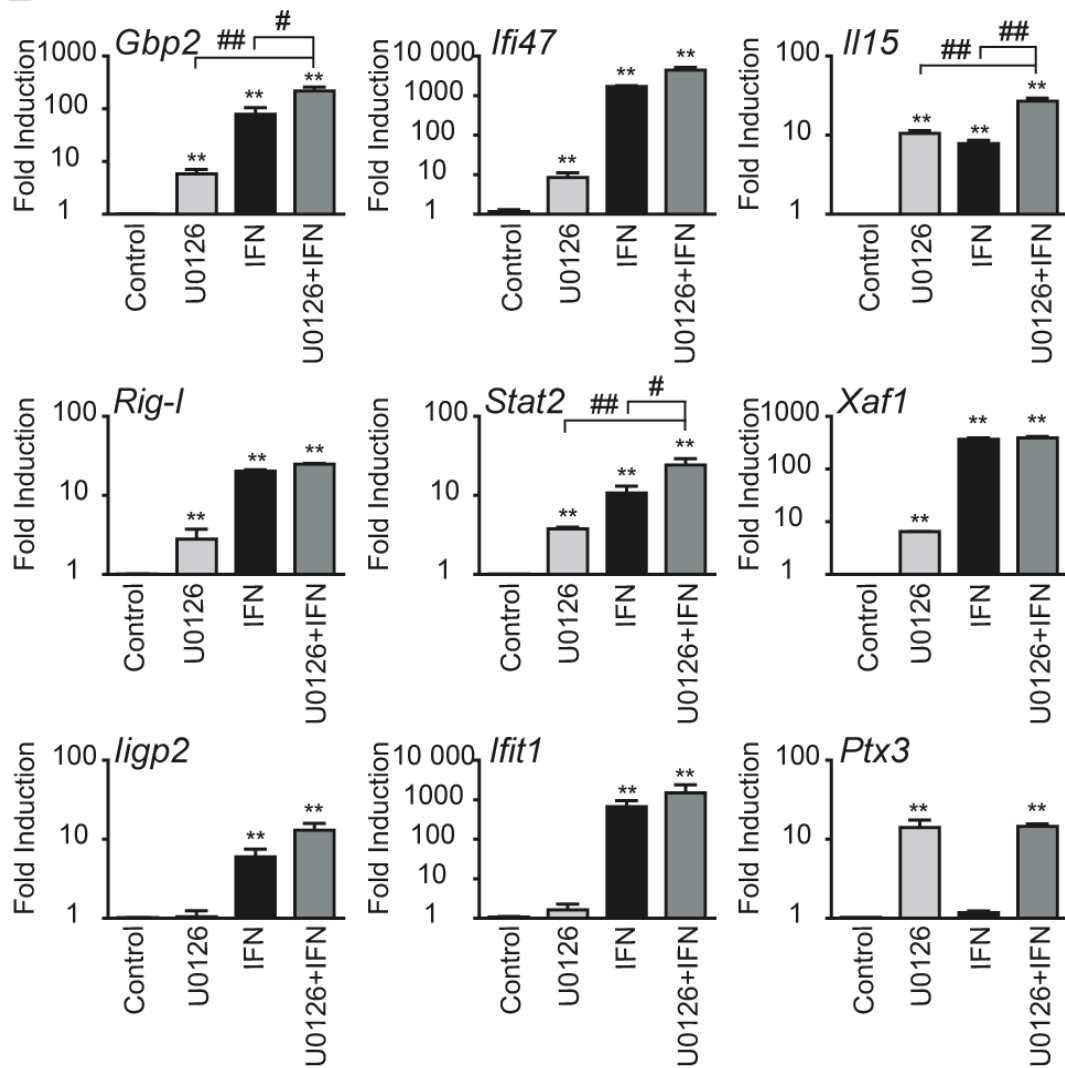 Gbp2
##
#
Fold Induction
1000
100
10
1
**
**
**
Control
U0126
IFN
U0126+IFN
Ifi47
Fold Induction
10 000
1000
100
10
1
**
**
**
Control
U0126
IFN
U0126+IFN
Il15
##
##
Fold Induction
100
10
1
**
**
**
Control
U0126
IFN
U0126+IFN
Rig-I
Fold Induction
100
10
1
**
**
**
Control
U0126
IFN
U0126+IFN
Stat2
##
#
Fold Induction
100
10
1
**
**
**
Control
U0126
IFN
U0126+IFN
Xaf1
Fold Induction
1000
100
10
1
**
**
**
Control
U0126
IFN
U0126+IFN
Iigp2
Fold Induction
100
10
1
**
**
Control
U0126
IFN
U0126+IFN
Ifit1
Fold Induction
10 000
1000
100
10
1
**
**
Control
U0126
IFN
U0126+IFN
Ptx3
Fold Induction
100
10
1
**
**
Control
U0126
IFN
U0126+IFN